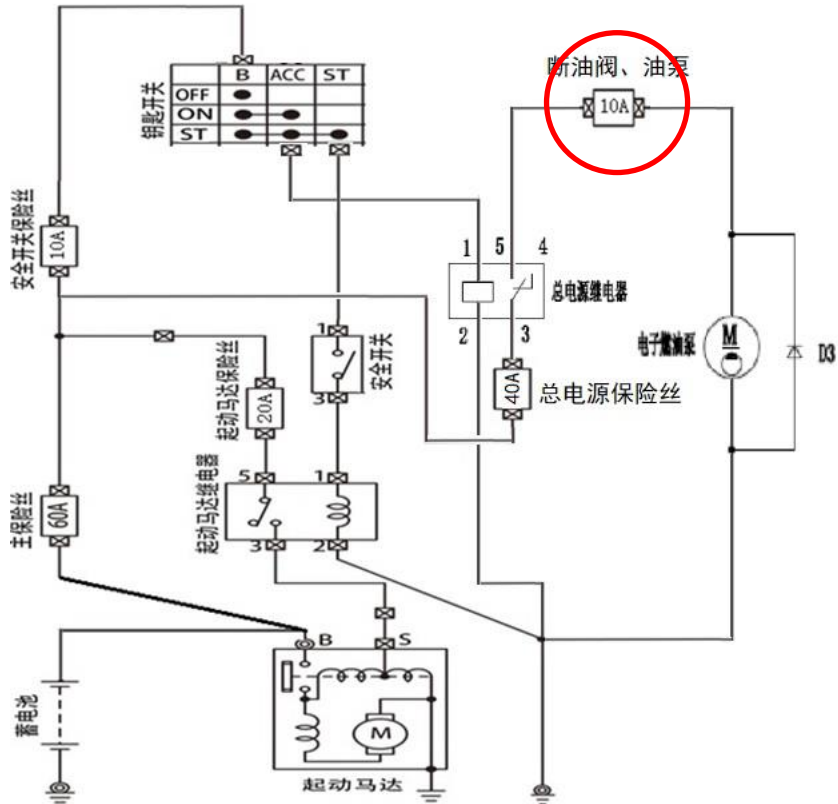 B ACC ST
OFF
ON
ST
钥匙开关
断油阀、油泵
10A
安全开关保险丝
10A
1 5 4
总电源继电器
2 3
电子燃油泵
M
D3
1
安全开关
3
起动马达保险丝
20A
40A
总电源保险丝
起动马达继电器
5 1
3 2
主保险丝
60A
B S
蓄电池
M
起动马达